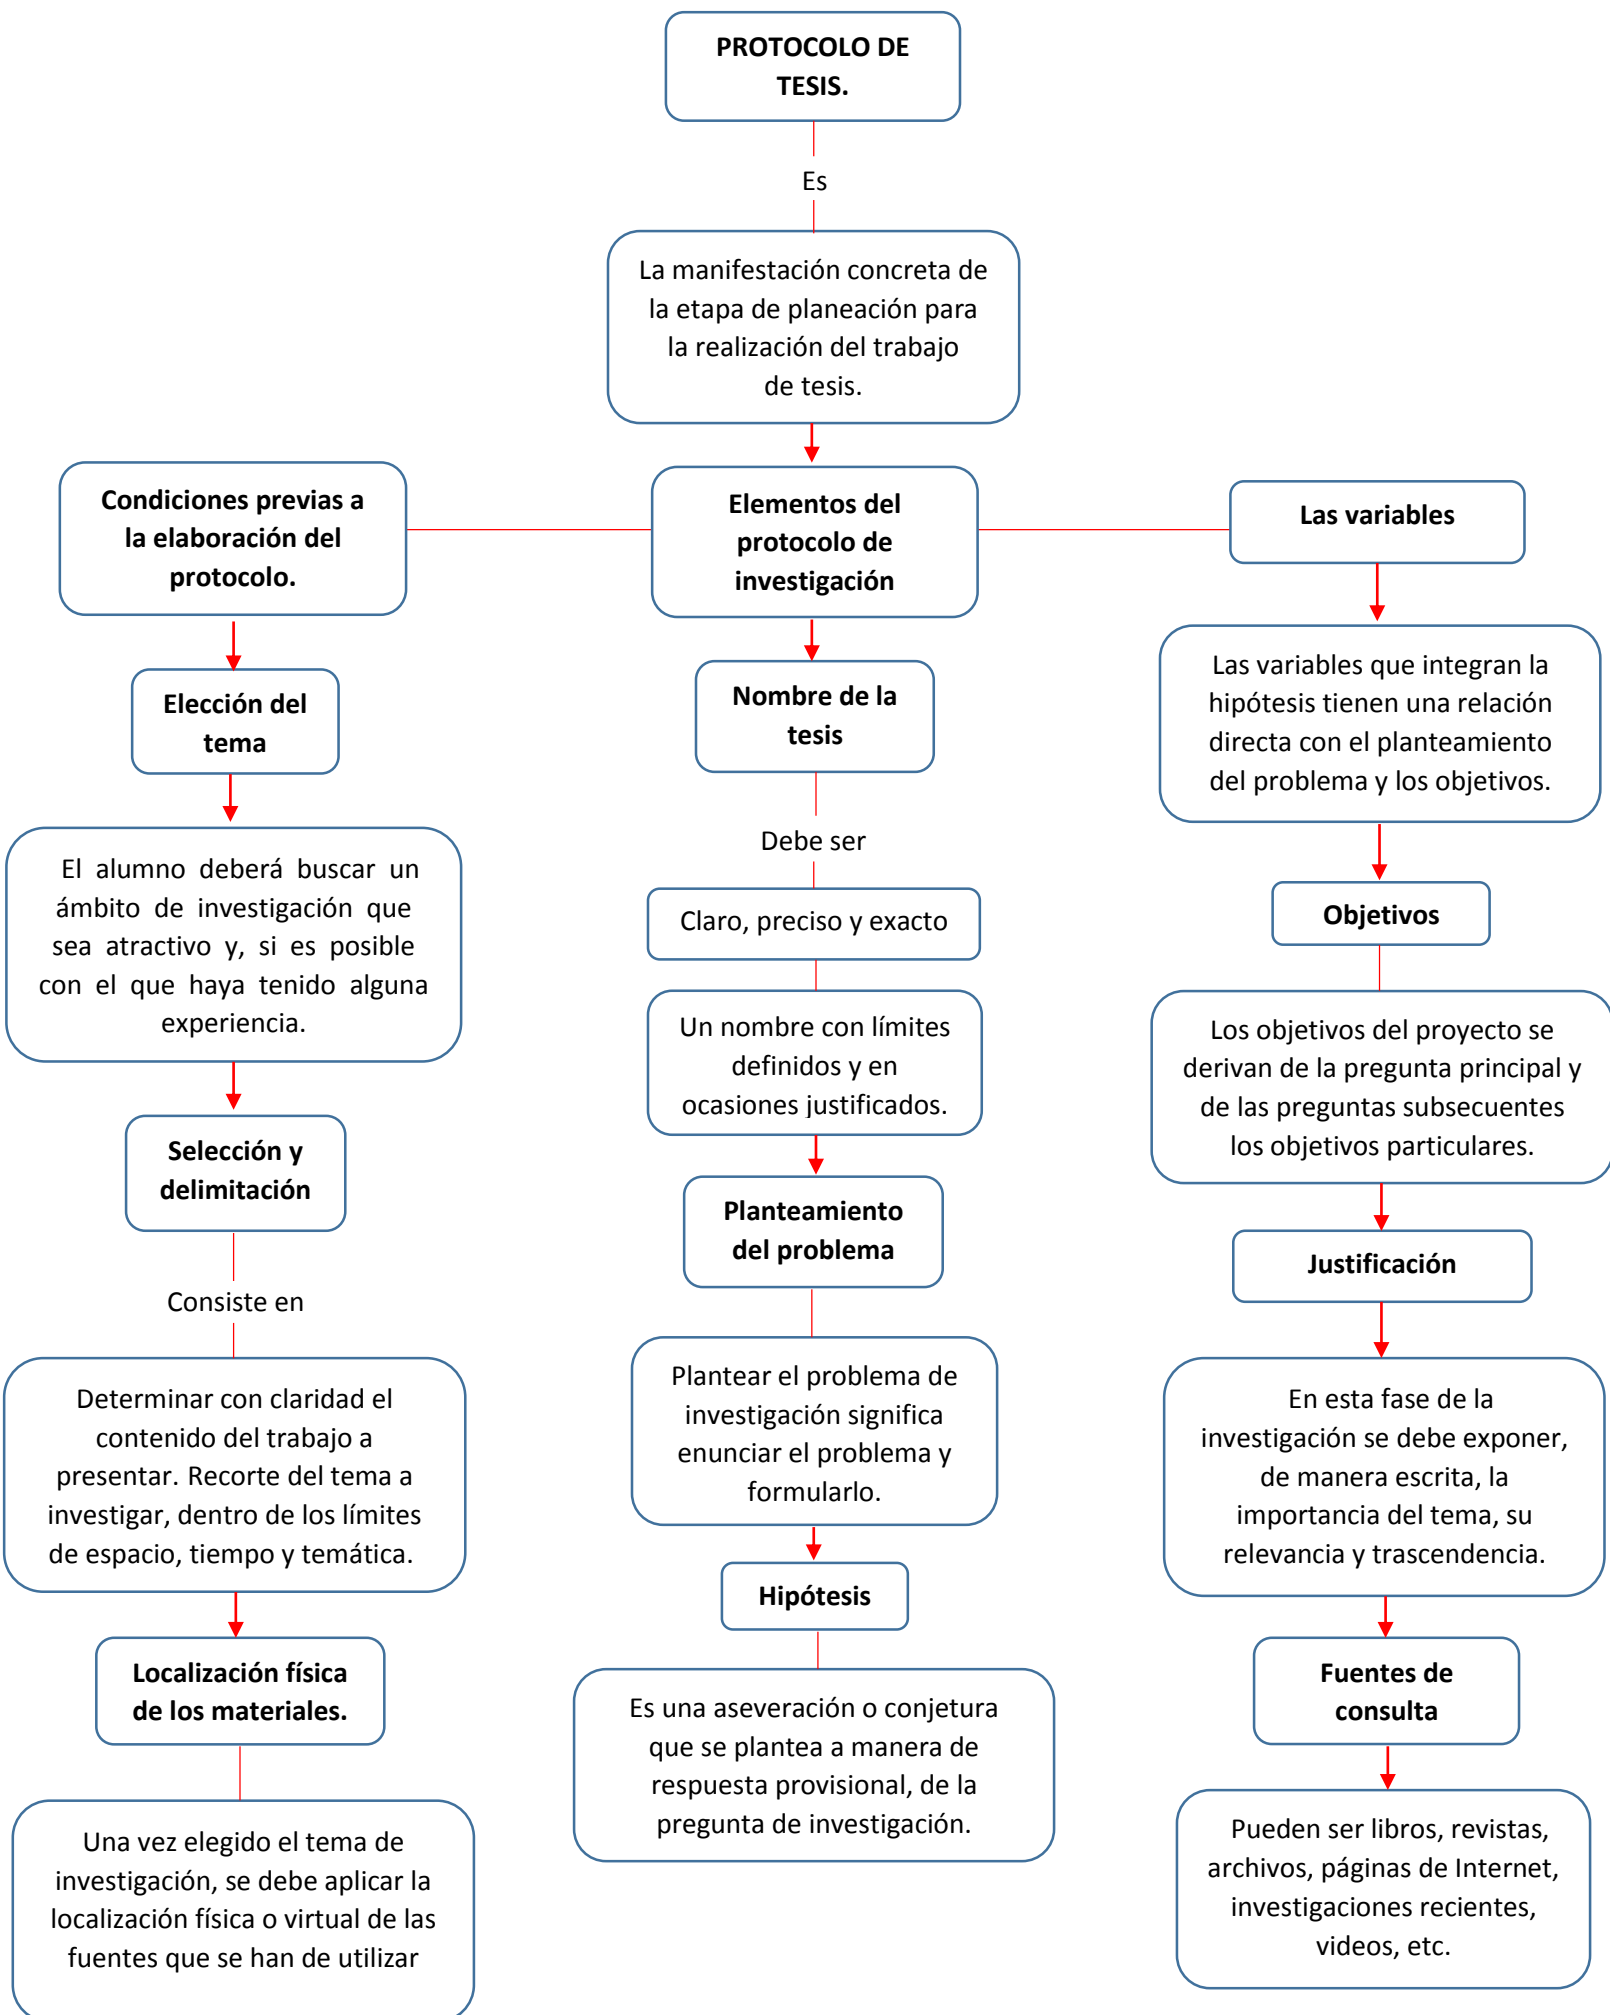 PROTOCOLO DE
TESIS.
Es
La manifestación concreta de
la etapa de planeación para
la realización del trabajo
de tesis.
Condiciones previas a
la elaboración del
protocolo.
Elección del
tema
El alumno deberá buscar un
ámbito de investigación que
sea atractivo y, si es posible
con el que haya tenido alguna
experiencia.
Selección y
delimitación
Consiste en
Determinar con claridad el
contenido del trabajo a
presentar. Recorte del tema a
investigar, dentro de los límites
de espacio, tiempo y temática.
Localización física
de los materiales.
Una vez elegido el tema de
investigación, se debe aplicar la
localización física o virtual de las
fuentes que se han de utilizar
Elementos del
protocolo de
investigación
Nombre de la
tesis
Debe ser
Claro, preciso y exacto
Un nombre con límites
definidos y en
ocasiones justificados.
Planteamiento
del problema
Plantear el problema de
investigación significa
enunciar el problema y
formularlo.
Hipótesis
Es una aseveración o conjetura
que se plantea a manera de
respuesta provisional, de la
pregunta de investigación.
Las variables
Las variables que integran la
hipótesis tienen una relación
directa con el planteamiento
del problema y los objetivos.
Objetivos
Los objetivos del proyecto se
derivan de la pregunta principal y
de las preguntas subsecuentes
los objetivos particulares.
Justificación
En esta fase de la
investigación se debe exponer,
de manera escrita, la
importancia del tema, su
relevancia y trascendencia.
Fuentes de
consulta
Pueden ser libros, revistas,
archivos, páginas de Internet,
investigaciones recientes,
videos, etc.